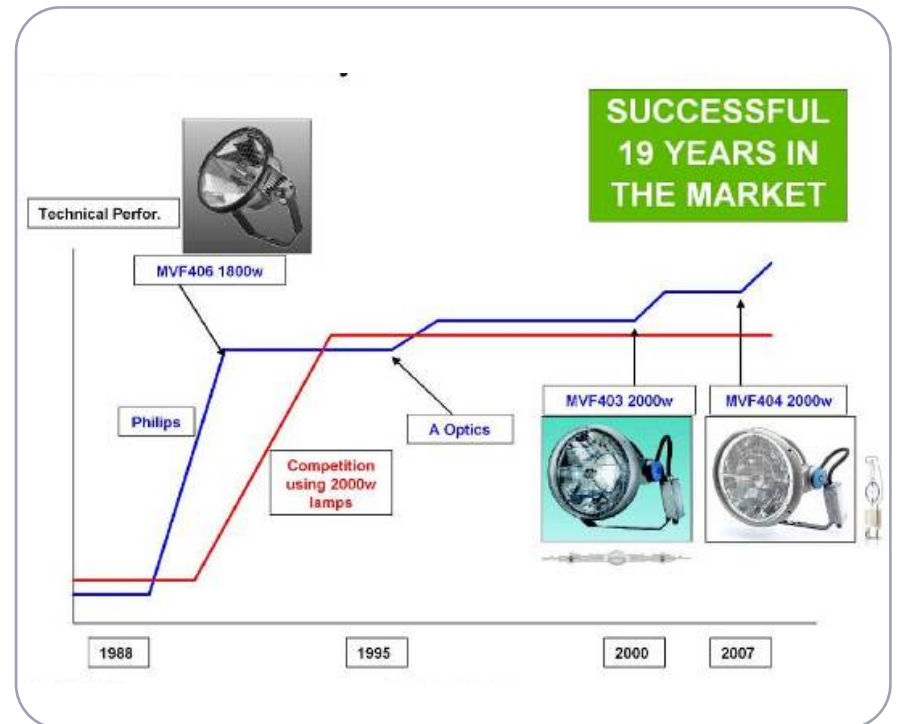 SUCCESSFUL
19 YEARS IN
THE MARKET
Technical Perfor.
MVF406 1800w
Philips
A Optics
Competition
using 2000w
lamps
MVF403 2000w
MVF404 2000w
1988
1995
2000
2007